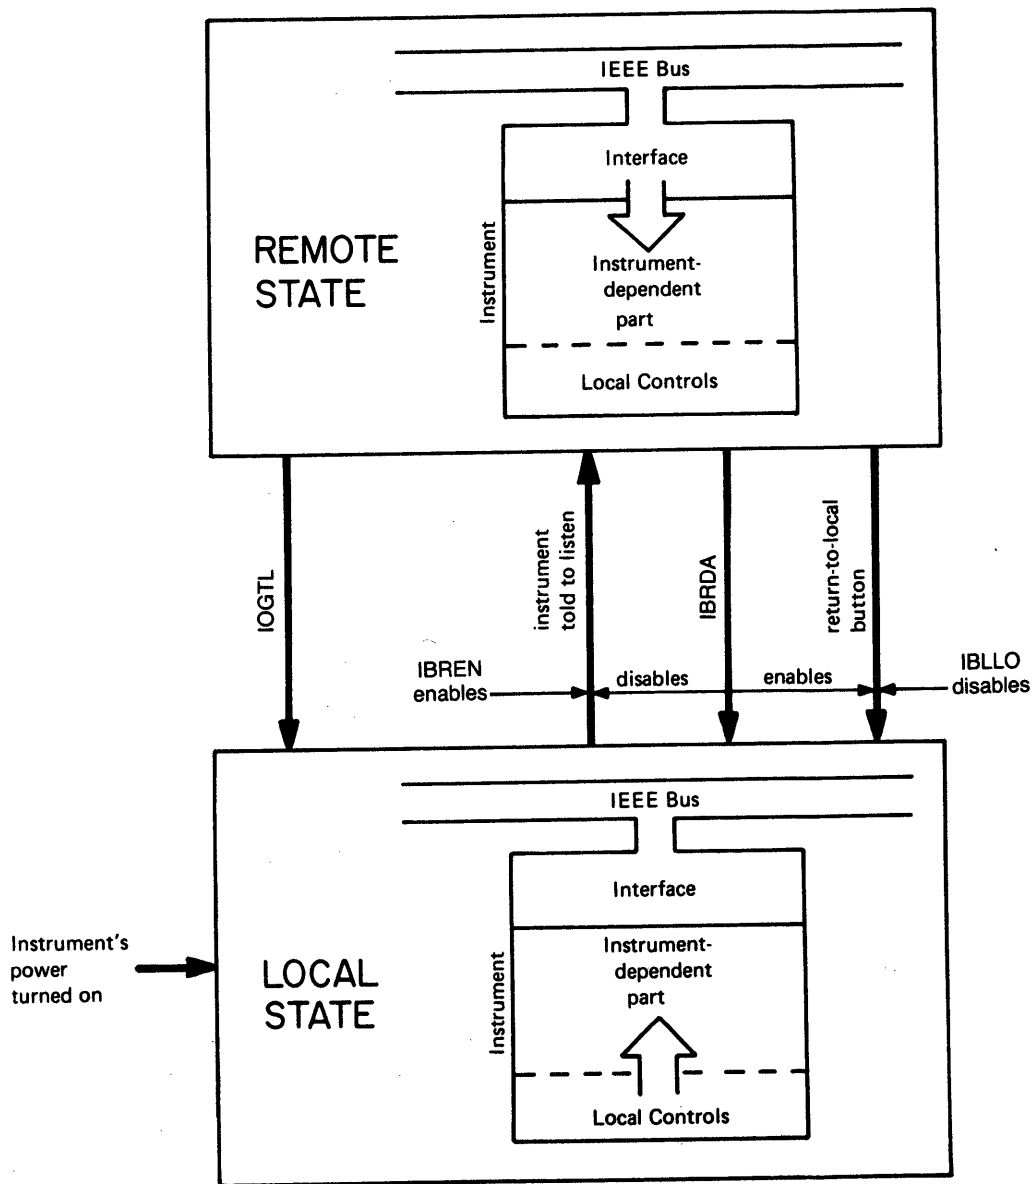 IEEE Bus
Interface
Instrument
REMOTE
STATE
Instrument-
dependent
part
Local Controls
IOGTL
instrument
told to listen
IBRDA
return-to-local
button
IBREN
enables
disables
enables
IBLLO
disables
IEEE Bus
Interface
Instrument's
power
turned on
LOCAL
STATE
Instrument
Instrument-
dependent
part
Local Controls